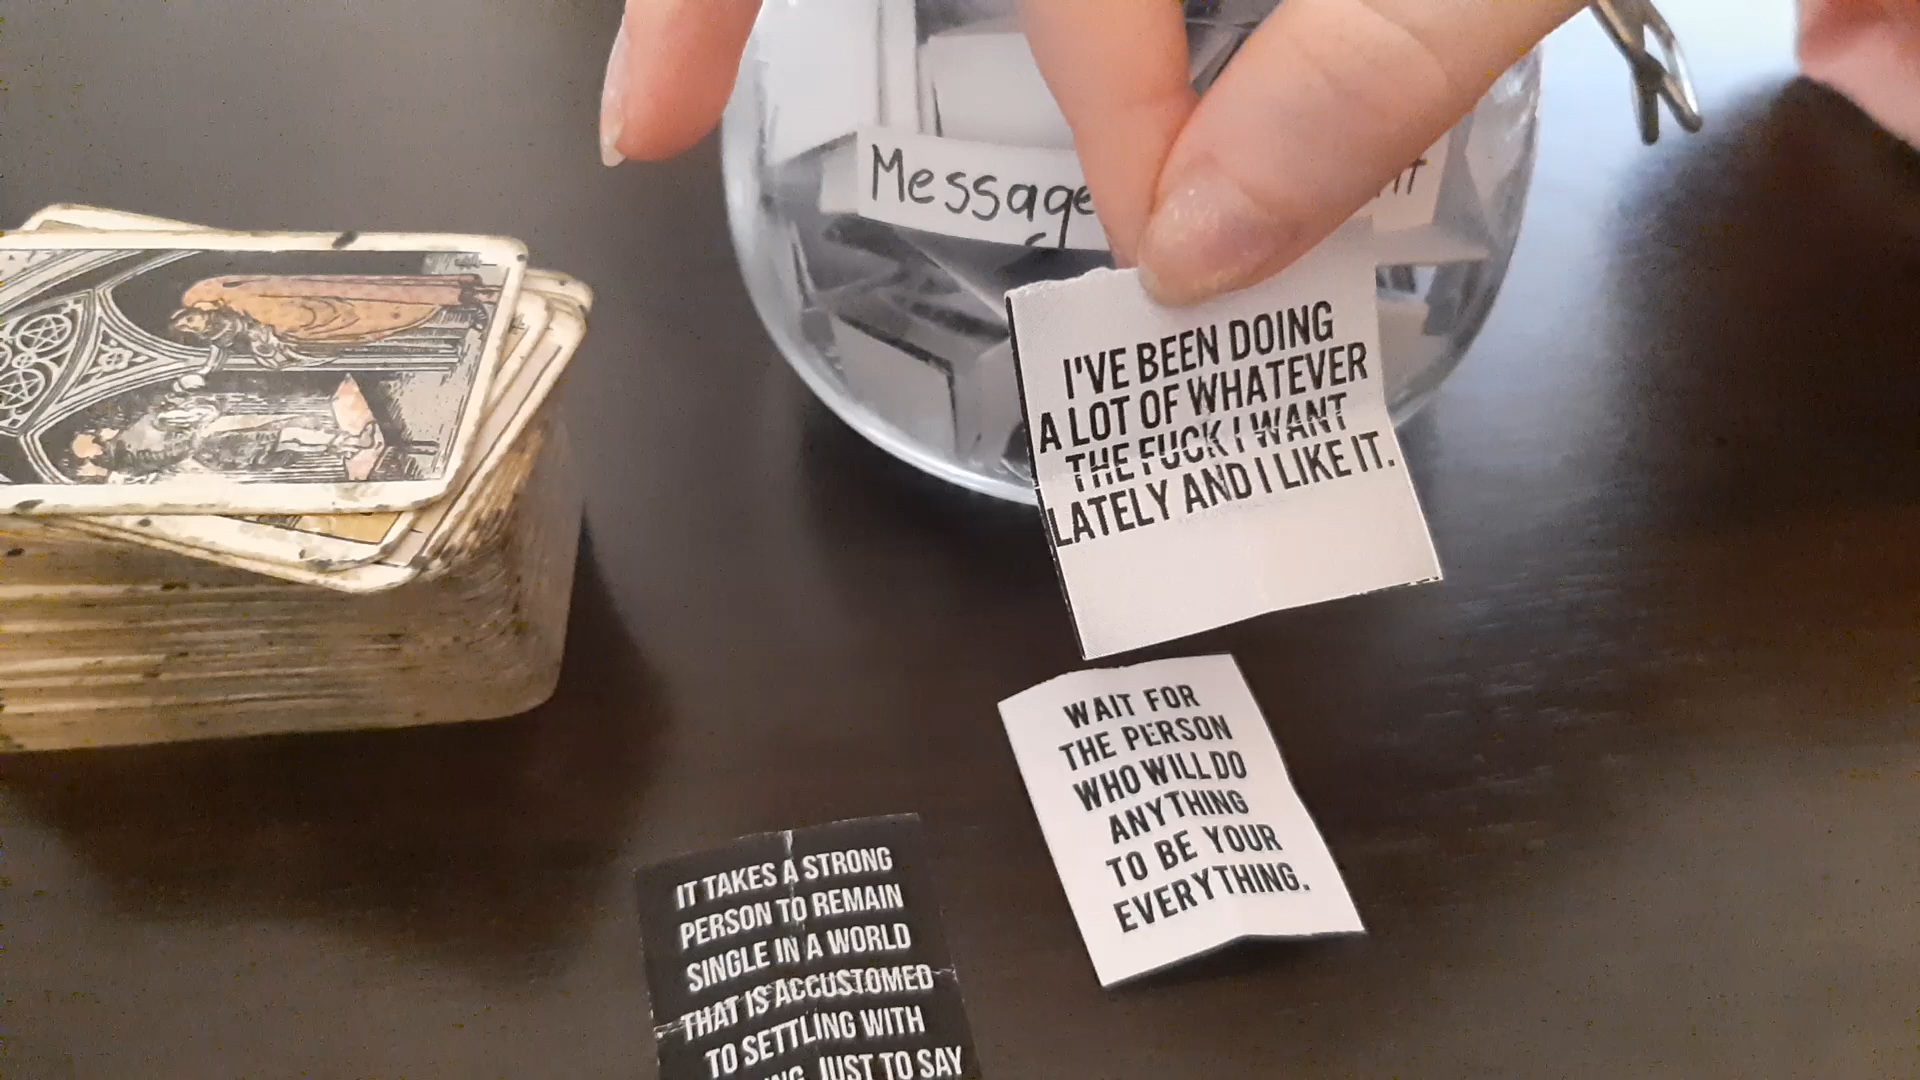 Message
I'VE BEEN DOING
A LOT OF WHATEVER
THE FUCK I WANT
LATELY AND I LIKE IT.
WAIT FOR
THE PERSON
WHO WILL DO
ANYTHING
TO BE YOUR
EVERYTHING.
IT TAKES A STRONG
PERSON TO REMAIN
SINGLE IN A WORLD
THAT IS ACCUSTOMED
TO SETTLING WITH
JUST TO SAY